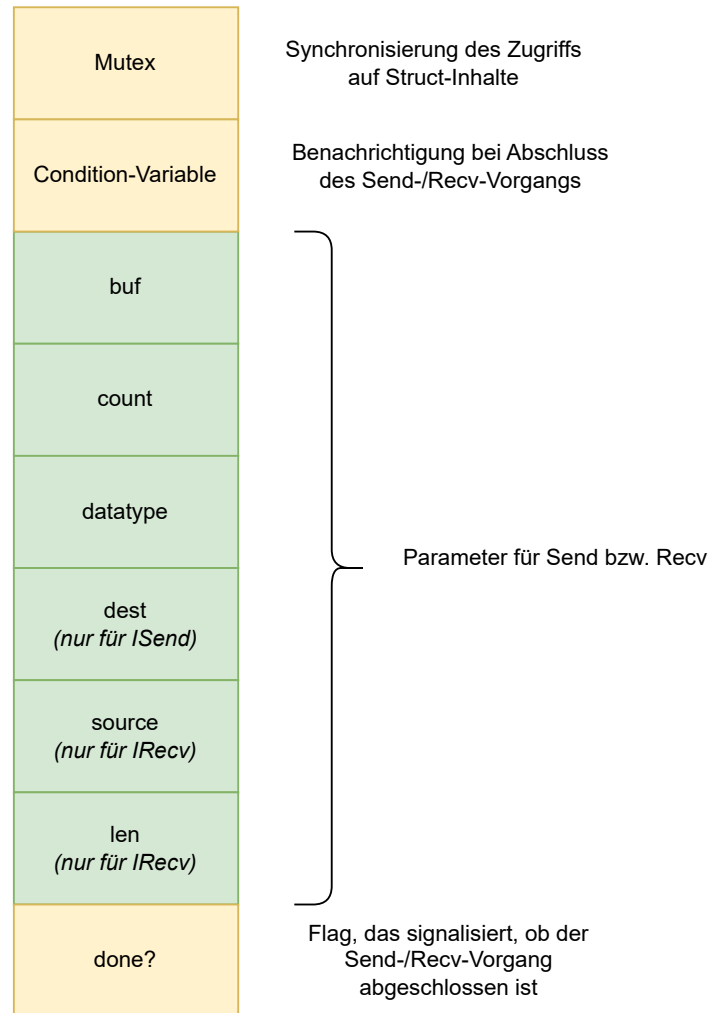 Mutex
Synchronisierung des Zugriffs
auf Struct-Inhalte
Condition-Variable
Benachrichtigung bei Abschluss
des Send-/Recv-Vorgangs
buf
count
datatype
dest
(nur für ISend)
source
(nur für IRecv)
len
(nur für IRecv)
Parameter für Send bzw. Recv
done?
Flag, das signalisiert, ob der
Send-/Recv-Vorgang
abgeschlossen ist